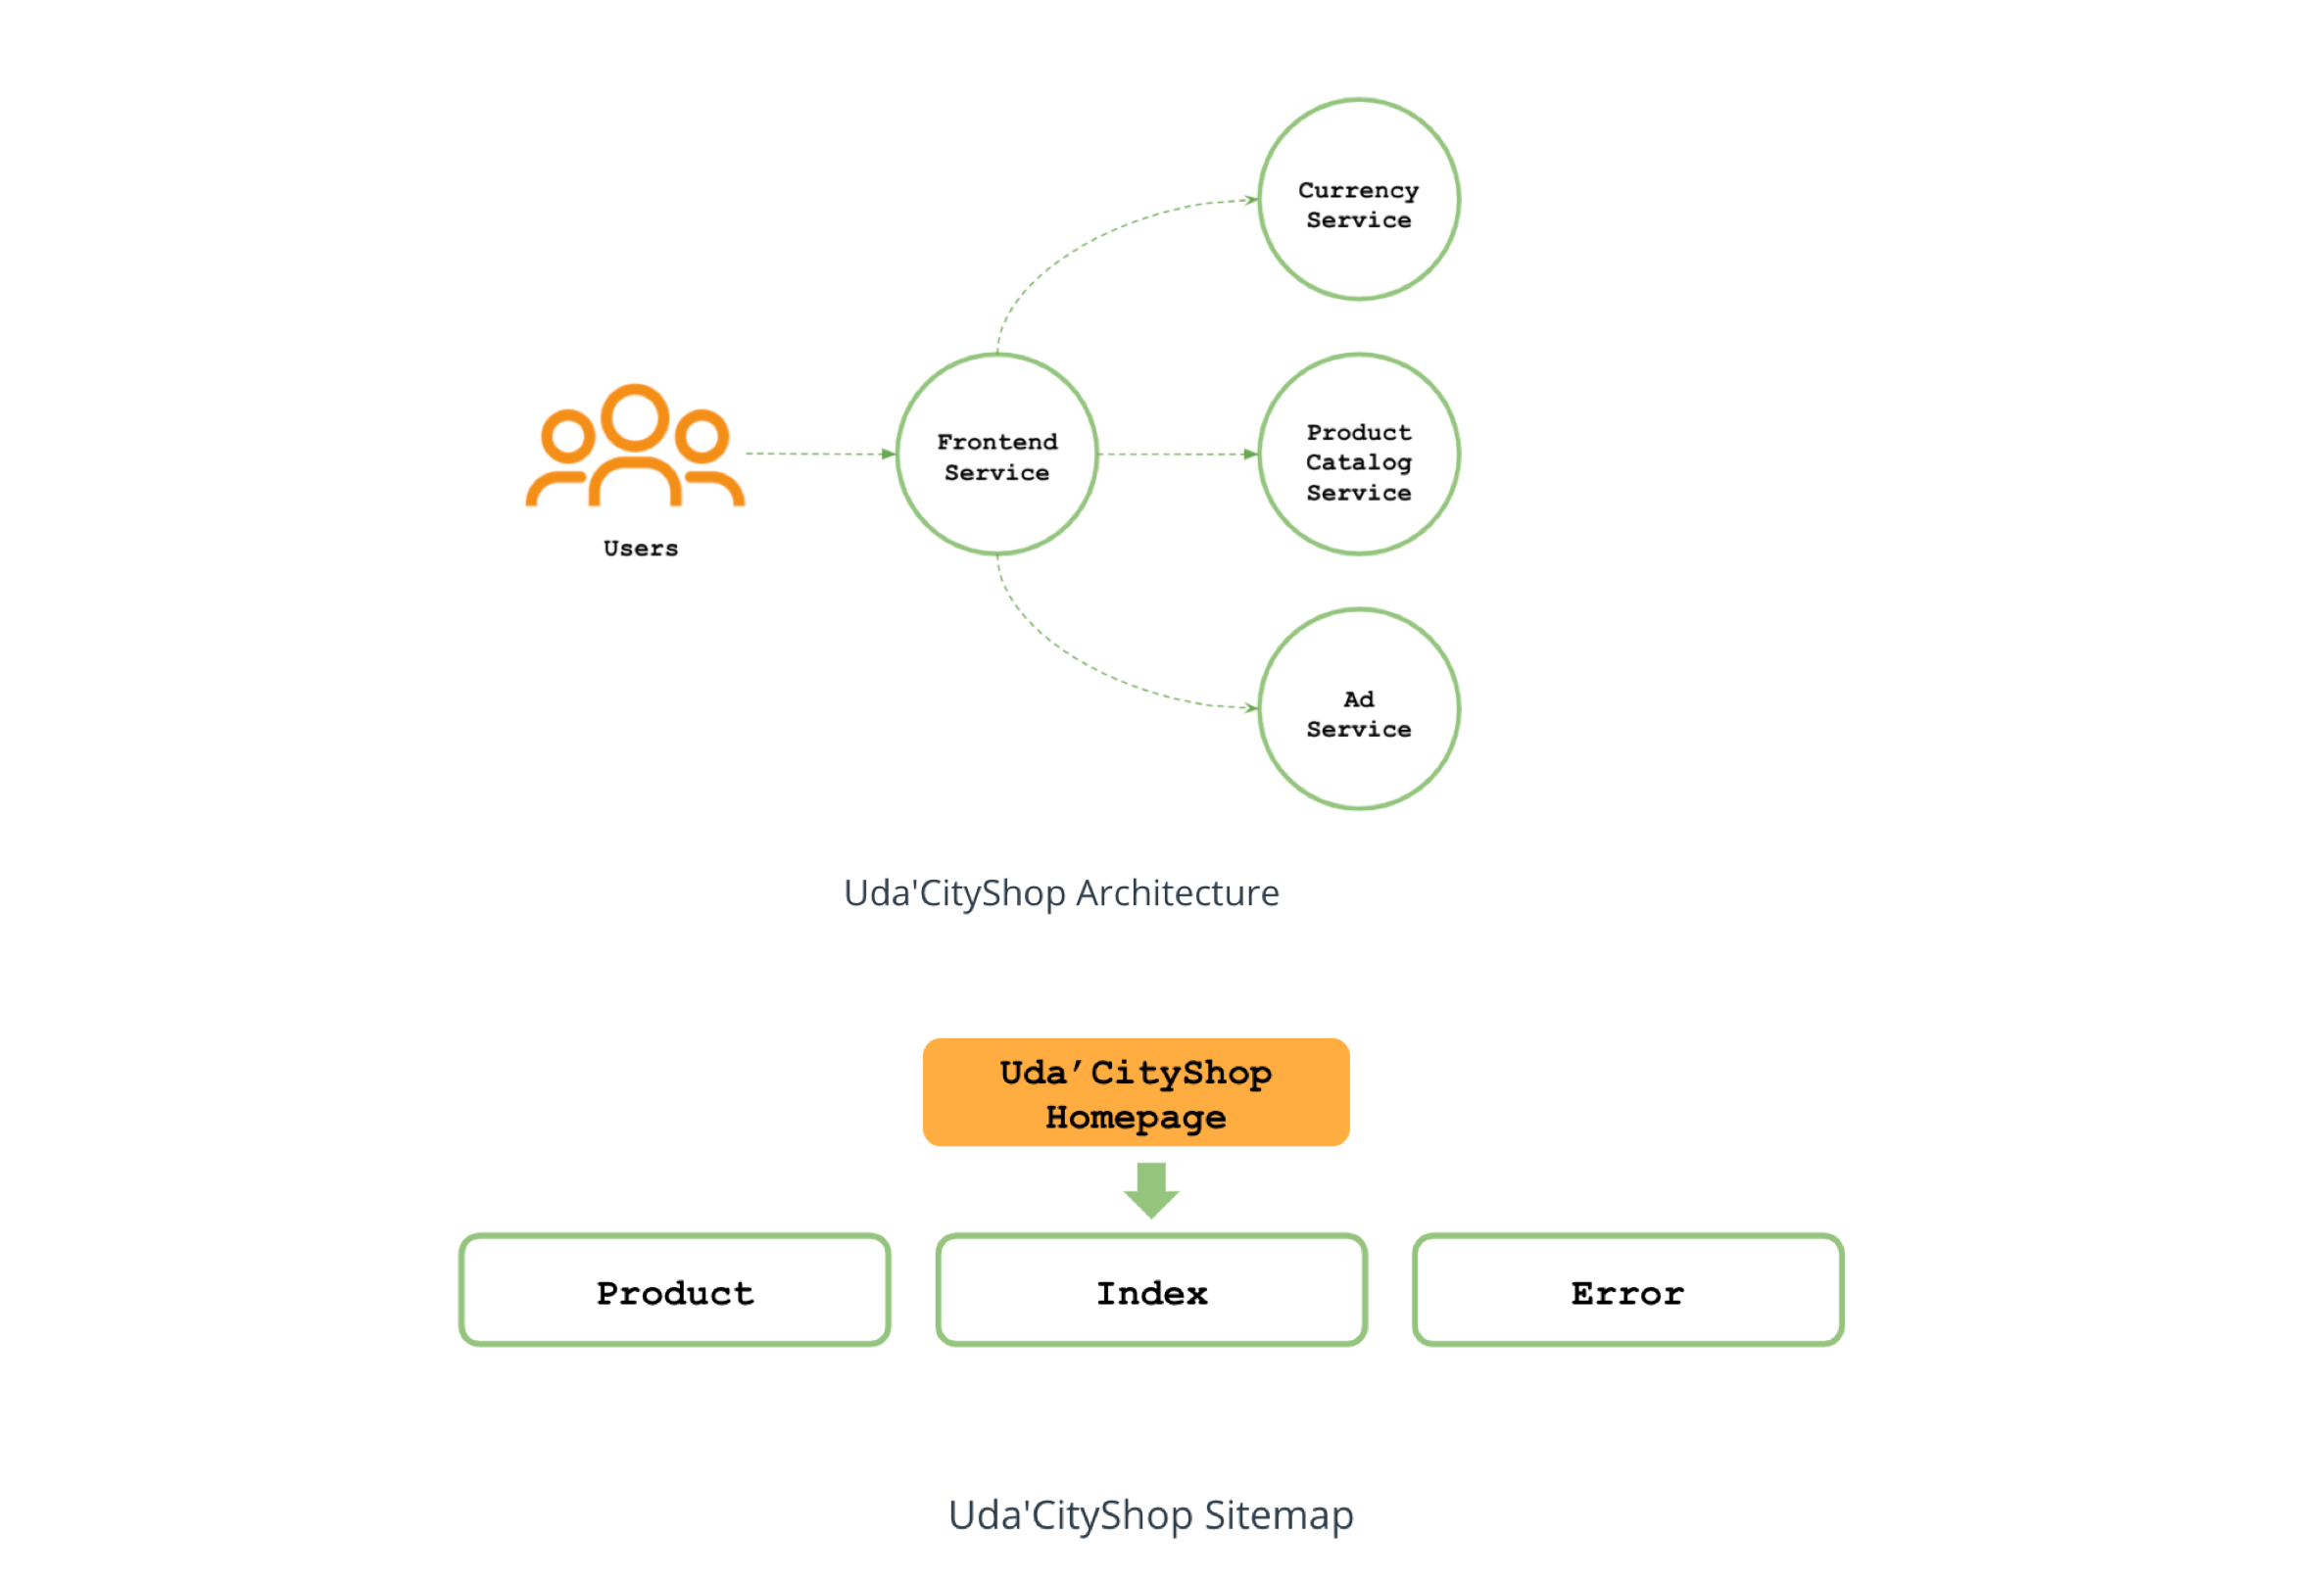 Currency
Service
Frontend
Service
Product
Catalog
Service
Users
Ad
Service
Uda'CityShop Architecture
Uda’CityShop
Homepage
Product
Index
Error
Uda'CityShop Sitemap